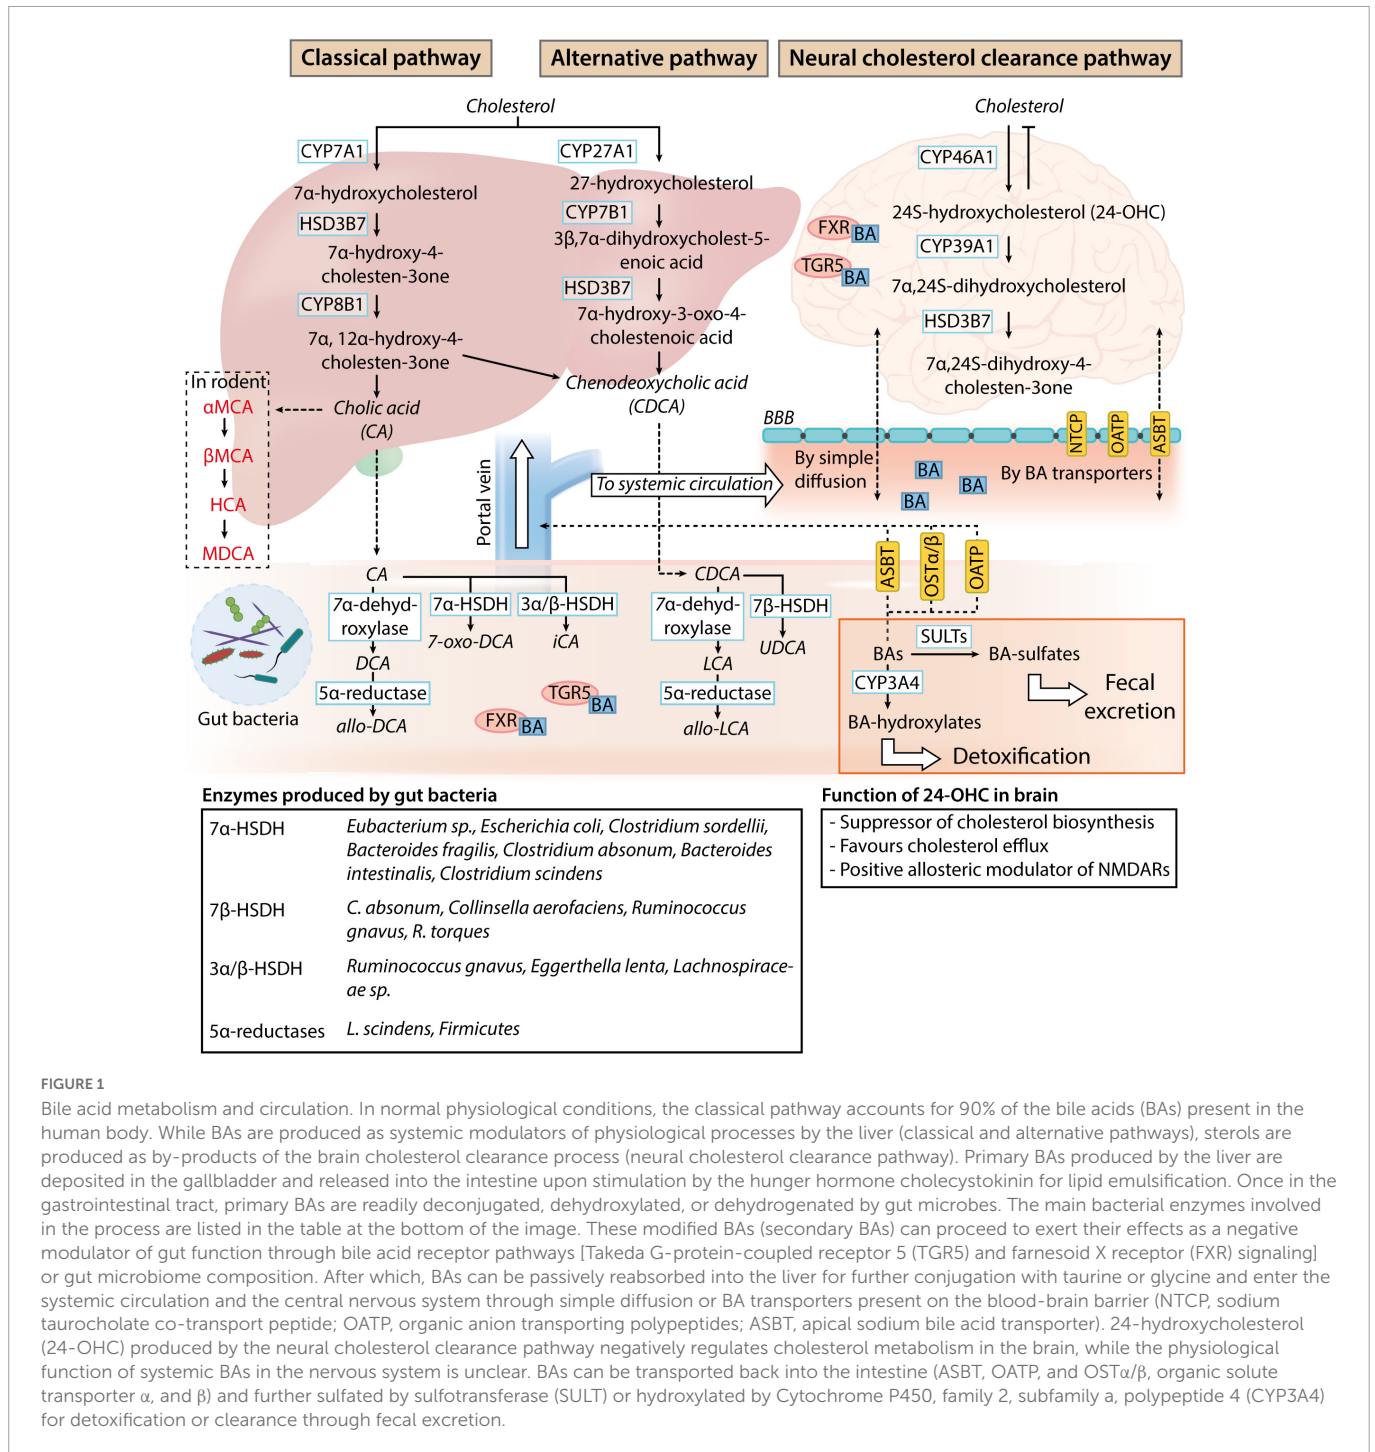 Classical pathway
Alternative pathway
Neural cholesterol clearance pathway
Cholesterol
CYP7A1
7α-hydroxycholesterol
HSD3B7
7α-hydroxy-4-
cholesten-3one
CYP8B1
7α, 12α-hydroxy-4-
cholesten-3one
Cholic acid
(CA)
In rodent
αMCA
βMCA
HCA
MDCA
CYP27A1
27-hydroxycholesterol
CYP7B1
3β,7α-dihydroxycholest-5-
enoic acid
HSD3B7
7α-hydroxy-3-oxo-4-
cholestenoic acid
Chenodeoxycholic acid
(CDCA)
Cholesterol
CYP46A1
24S-hydroxycholesterol (24-OHC)
FXR
BA
TGR5
BA
CYP39A1
7α,24S-dihydroxycholesterol
HSD3B7
7α,24S-dihydroxy-4-
cholesten-3one
BBB
NTCP
OATP
ASBT
By simple
diffusion
BA
BA
BA
By BA transporters
Portal vein
To systemic circulation
ASBT
OSTα/β
OATP
Gut bacteria
CA
7α-dehyd-
roxylase
DCA
5α-reductase
allo-DCA
7α-HSDH
7-oxo-DCA
3α/β-HSDH
iCA
TGR5
BA
FXR
BA
CDCA
7α-dehyd-
roxylase
LCA
5α-reductase
allo-LCA
7β-HSDH
UDCA
SULTs
BAs
BA-sulfates
CYP3A4
BA-hydroxylates
Fecal
excretion
Detoxification
Enzymes produced by gut bacteria
7α-HSDH
Eubacterium sp., Escherichia coli, Clostridium sordellii,
Bacteroides fragilis, Clostridium absonum, Bacteroides
intestinalis, Clostridium scindens
7β-HSDH
C. absonum, Collinsella aerofaciens, Ruminococcus
gnavus, R. torques
3α/β-HSDH
Ruminococcus gnavus, Eggerthella lenta, Lachnospirace-
ae sp.
5α-reductases
L. scindens, Firmicutes
Function of 24-OHC in brain
- Suppressor of cholesterol biosynthesis
- Favours cholesterol efflux
- Positive allosteric modulator of NMDARs
FIGURE 1
Bile acid metabolism and circulation. In normal physiological conditions, the classical pathway accounts for 90% of the bile acids (BAs) present in the
human body. While BAs are produced as systemic modulators of physiological processes by the liver (classical and alternative pathways), sterols are
produced as by-products of the brain cholesterol clearance process (neural cholesterol clearance pathway). Primary BAs produced by the liver are
deposited in the gallbladder and released into the intestine upon stimulation by the hunger hormone cholecystokinin for lipid emulsification. Once in the
gastrointestinal tract, primary BAs are readily deconjugated, dehydroxylated, or dehydrogenated by gut microbes. The main bacterial enzymes involved
in the process are listed in the table at the bottom of the image. These modified BAs (secondary BAs) can proceed to exert their effects as a negative
modulator of gut function through bile acid receptor pathways [Takeda G-protein-coupled receptor 5 (TGR5) and farnesoid X receptor (FXR) signaling]
or gut microbiome composition. After which, BAs can be passively reabsorbed into the liver for further conjugation with taurine or glycine and enter the
systemic circulation and the central nervous system through simple diffusion or BA transporters present on the blood-brain barrier (NTCP, sodium
taurocholate co-transport peptide; OATP, organic anion transporting polypeptides; ASBT, apical sodium bile acid transporter). 24-hydroxycholesterol
(24-OHC) produced by the neural cholesterol clearance pathway negatively regulates cholesterol metabolism in the brain, while the physiological
function of systemic BAs in the nervous system is unclear. BAs can be transported back into the intestine (ASBT, OATP, and OSTα/β, organic solute
transporter α, and β) and further sulfated by sulfotransferase (SULT) or hydroxylated by Cytochrome P450, family 2, subfamily a, polypeptide 4 (CYP3A4)
for detoxification or clearance through fecal excretion.